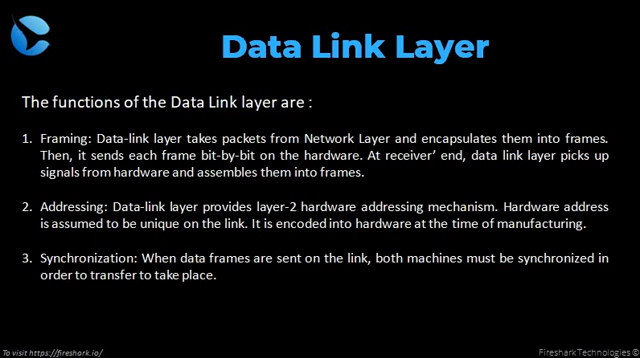 Data Link Layer
The functions of the Data Link layer are :
1. Framing: Data-link layer takes packets from Network Layer and encapsulates them into frames.
Then, it sends each frame bit-by-bit on the hardware. At receiver' end, data link layer picks up
signals from hardware and assembles them into frames.
2. Addressing: Data-link layer provides layer-2 hardware addressing mechanism. Hardware address
is assumed to be unique on the link. It is encoded into hardware at the time of manufacturing.
3. Synchronization: When data frames are sent on the link, both machines must be synchronized in
order to transfer to take place.
To visit https://fireshark.io/
Fireshark Technologies ©